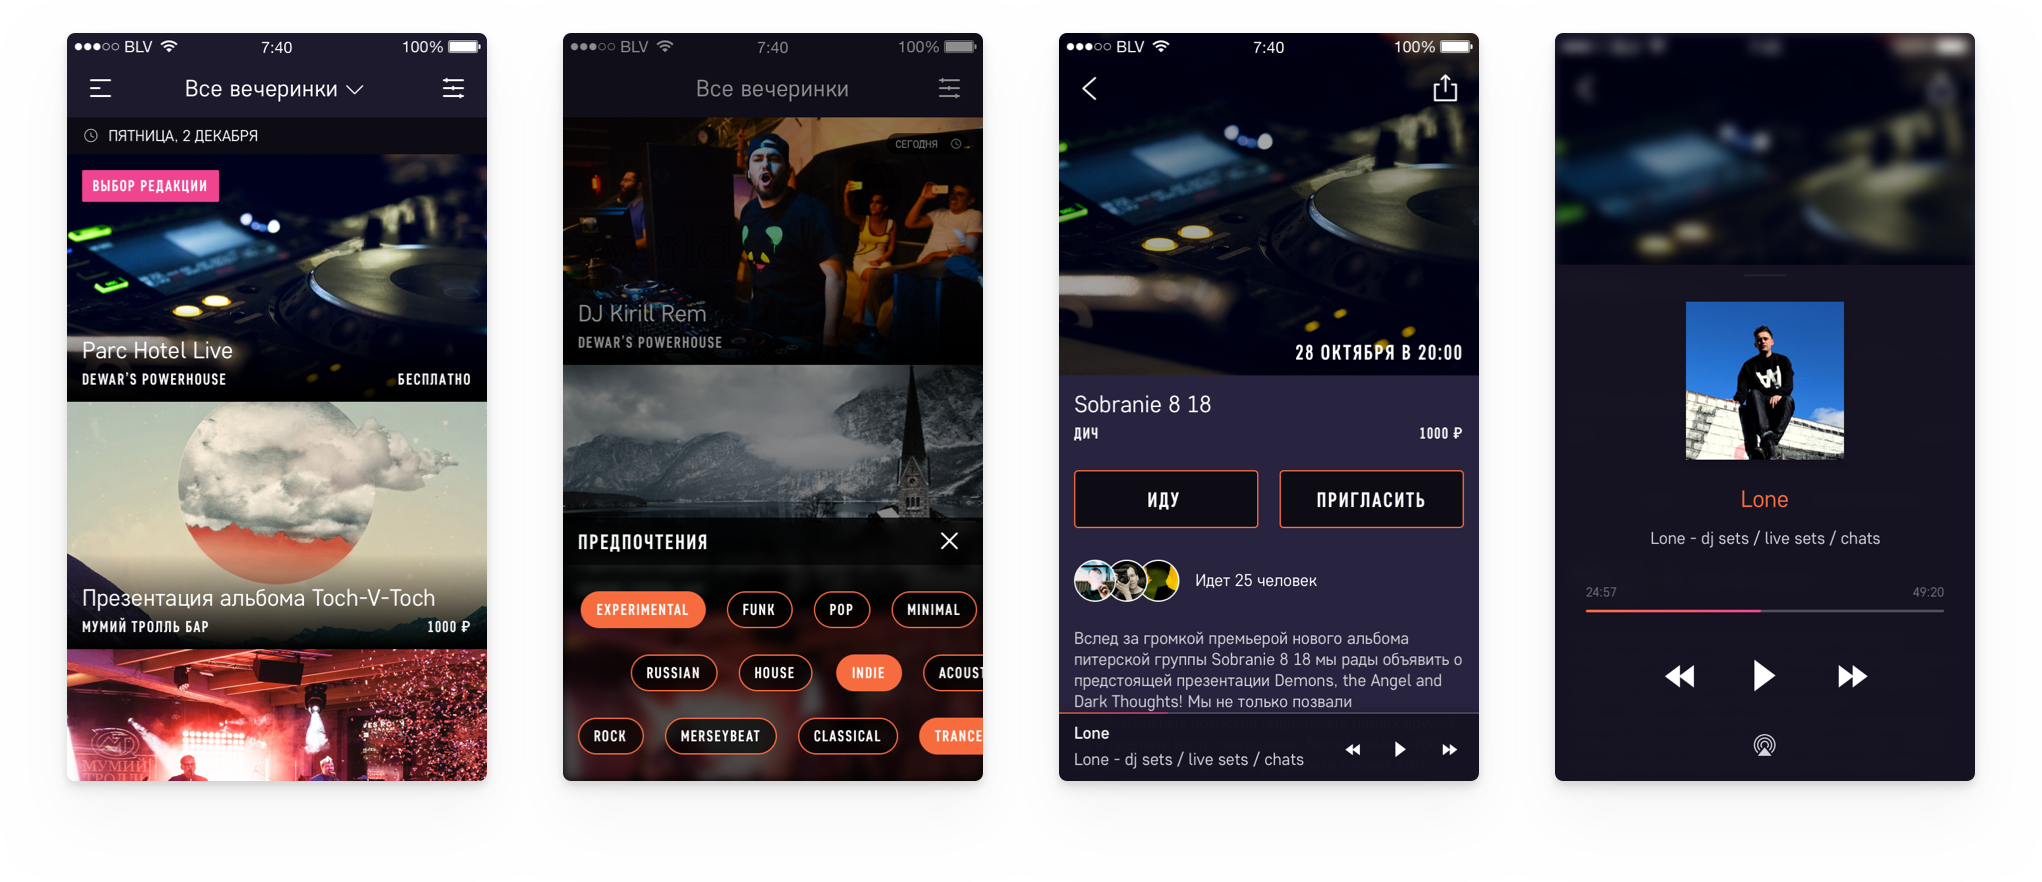 BLV
7:40
100%
Все вечеринки
ПЯТНИЦА, 2 ДЕКАБРЯ
ВЫБОР РЕДАКЦИИ
Parc Hotel Live
DEWAR'S POWERHOUSE
БЕСПЛАТНО
Презентация альбома Toch-V-Toch
МУМИЙ ТРОЛЛЬ БАР
1000 ₽
МУМИЙ
ТРОЛЛЬ
BLV
7:40
100%
Все вечеринки
СЕГОДНЯ
DJ Kirill Rem
DEWAR'S POWERHOUSE
ПРЕДПОЧТЕНИЯ
EXPERIMENTAL
FUNK
POP
MINIMAL
RUSSIAN
HOUSE
INDIE
ACOUST
ROCK
MERSEYBEAT
CLASSICAL
TRANCE
BLV
7:40
100%
28 ОКТЯБРЯ В 20:00
Sobranie 8 18
ДИЧ
1000 ₽
ИДУ
ПРИГЛАСИТЬ
Идет 25 человек
Вслед за громкой премьерой нового альбома
питерской группы Sobranie 8 18 мы рады объявить о
предстоящей презентации Demons, the Angel and
Dark Thoughts! Мы не только позвали
Lone
Lone - dj sets / live sets / chats
Lone
Lone - dj sets / live sets / chats
24:57
49:20